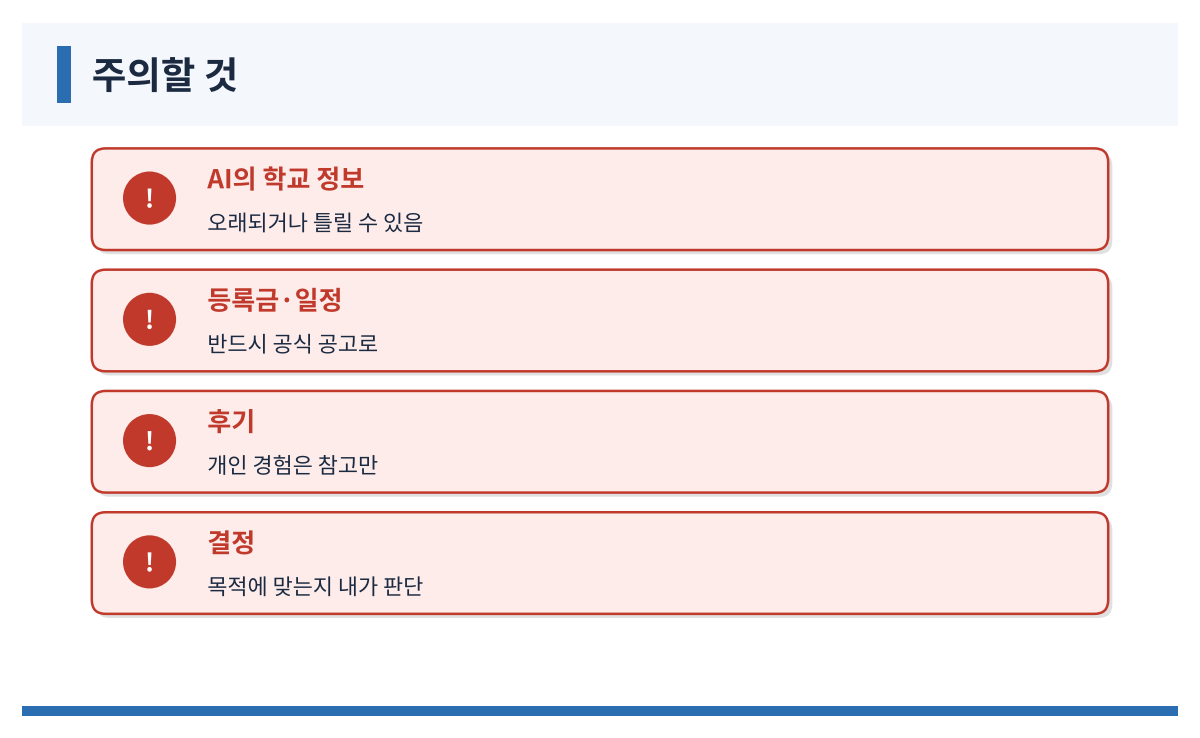 주의할 것
!
AI의 학교 정보
오래되거나 틀릴 수 있음
!
등록금·일정
반드시 공식 공고로
!
후기
개인 경험은 참고만
!
결정
목적에 맞는지 내가 판단